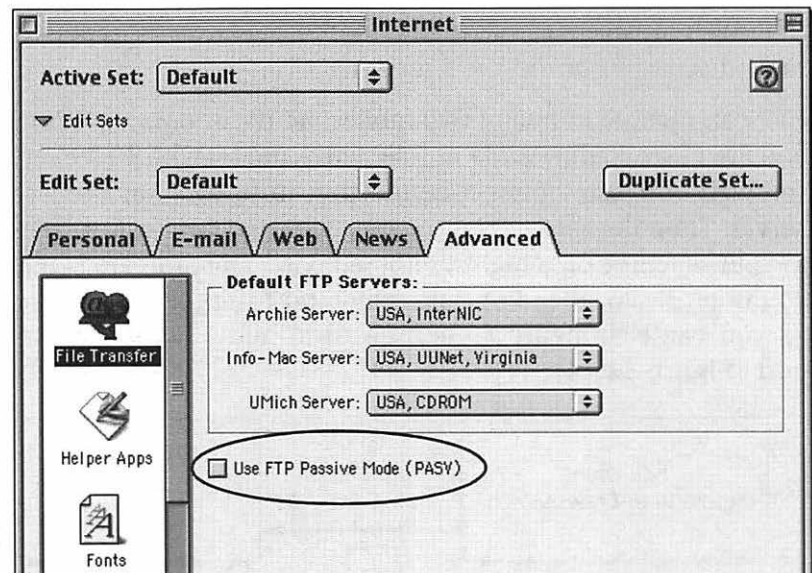 Internet
Active Set: Default
Edit Sets
Edit Set: Default Duplicate Set...
Personal E-mail Web News Advanced
File Transfer
Helper Apps
Fonts
Default FTP Servers:
Archie Server: USA, InterNIC
Info-Mac Server: USA, UUNet, Virginia
UMich Server: USA, CDROM
Use FTP Passive Mode (PASV)